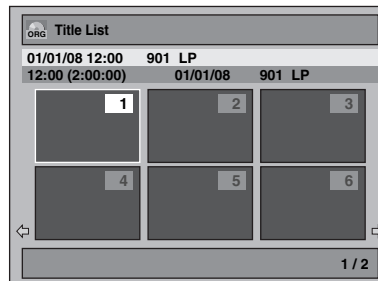 ORG Title List
01/01/08 12:00 901 LP
12:00 (2:00:00) 01/01/08 901 LP
1 2 3
4 5 6
1 / 2